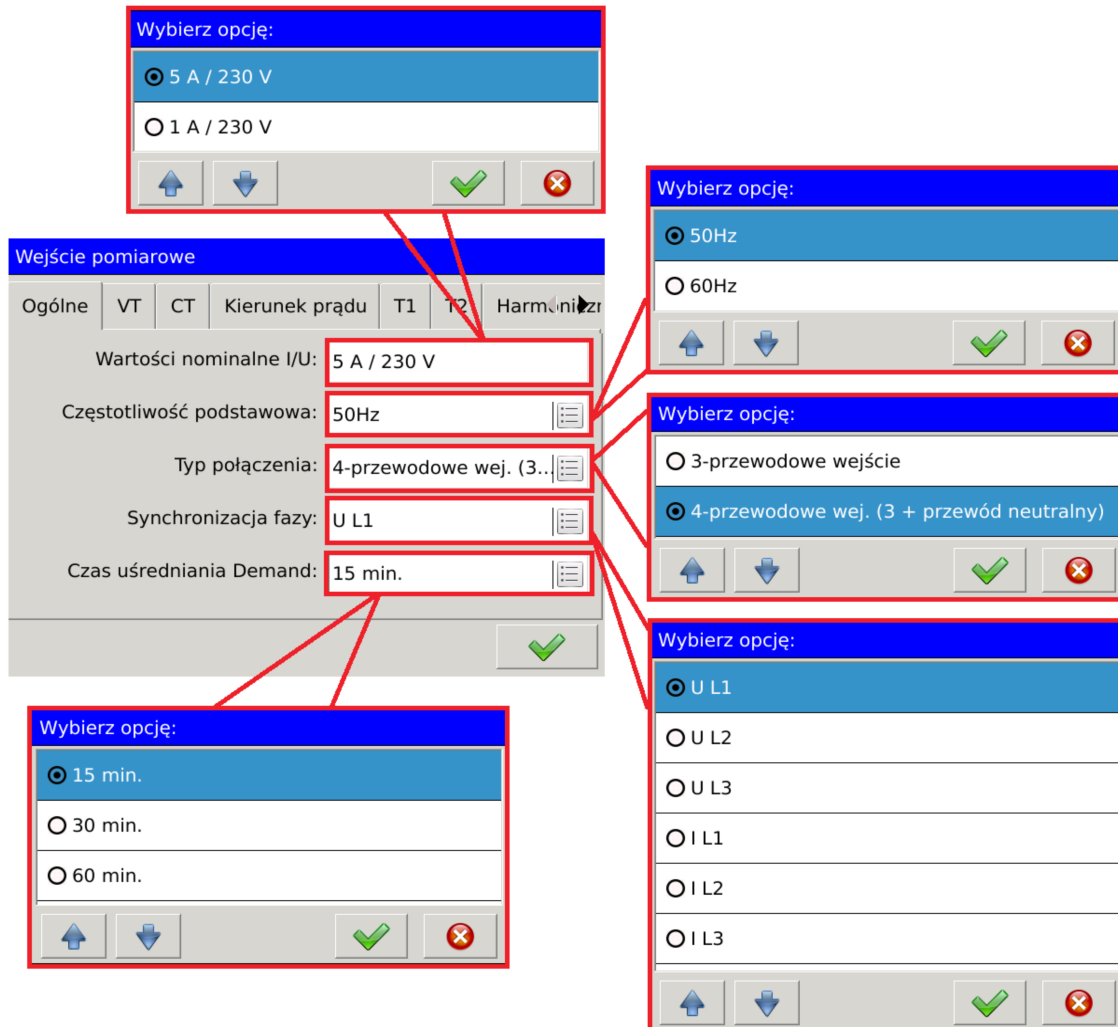 Wybierz opcję:
5 A / 230 V
1 A / 230 V
Wejście pomiarowe
Ogólne VT CT Kierunek prądu T1 T2 Harmoniczn
Wartości nominalne I/U: 5 A / 230 V
Częstotliwość podstawowa: 50Hz
Typ połączenia: 4-przewodowe wej. (3...
Synchronizacja fazy: U L1
Czas uśredniania Demand: 15 min.
Wybierz opcję:
50Hz
60Hz
Wybierz opcję:
3-przewodowe wejście
4-przewodowe wej. (3 + przewód neutralny)
Wybierz opcję:
U L1
U L2
U L3
I L1
I L2
I L3
Wybierz opcję:
15 min.
30 min.
60 min.